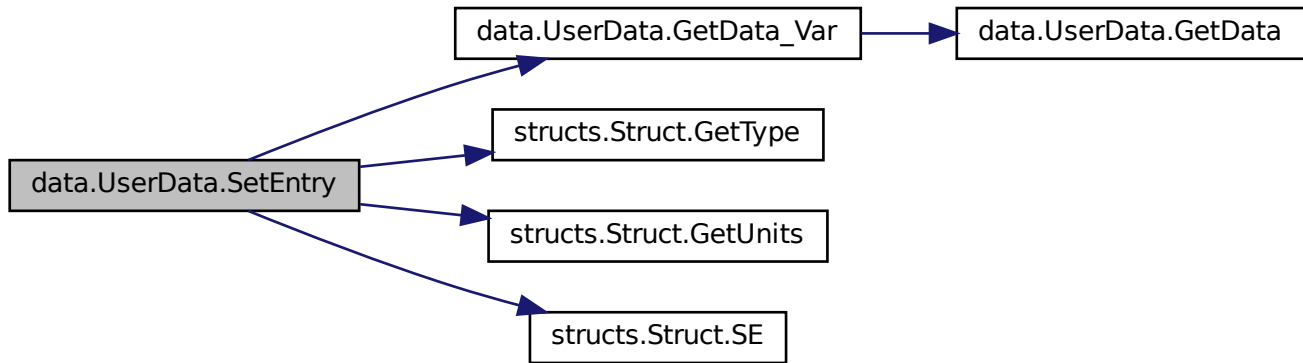 data.UserData.GetData_Var
data.UserData.GetData
structs.Struct.GetType
data.UserData.SetEntry
structs.Struct.GetUnits
structs.Struct.SE